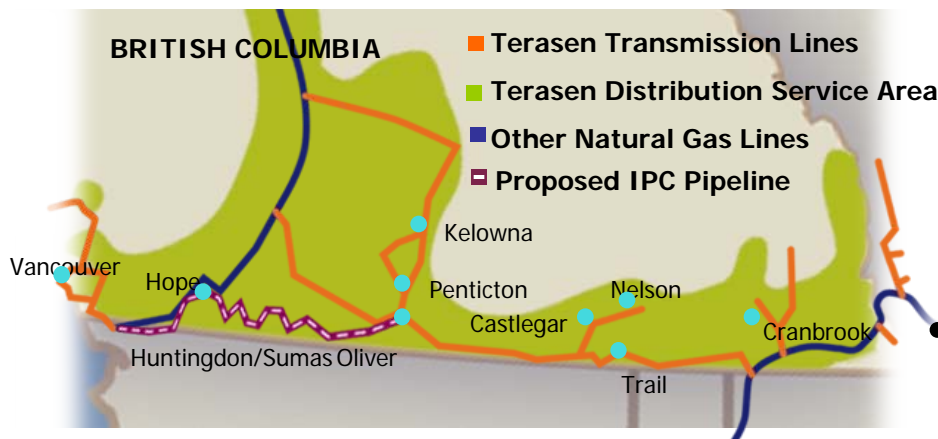 BRITISH COLUMBIA
Terasen Transmission Lines
Terasen Distribution Service Area
Other Natural Gas Lines
Proposed IPC Pipeline
Kelowna
Vancouver
Hope
Penticton
Nelson
Castlegar
Cranbrook
Huntingdon/Sumas Oliver
Trail